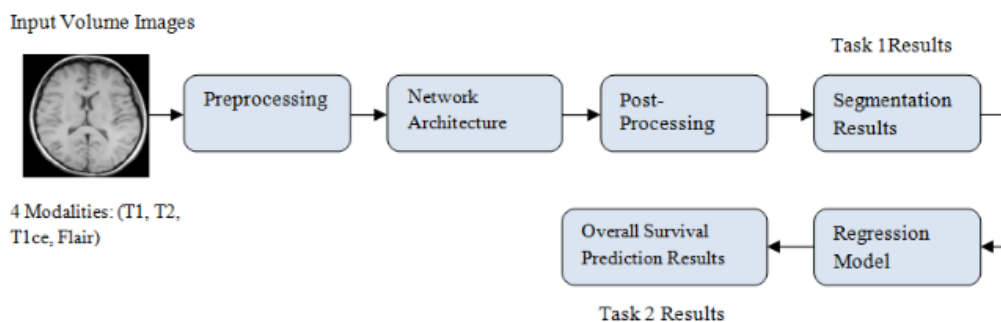 Input Volume Images
Task 1Results
Preprocessing
Network
Architecture
Post-
Processing
Segmentation
Results
4 Modalities: (T1, T2,
T1ce, Flair)
Overall Survival
Prediction Results
Regression
Model
Task 2 Results